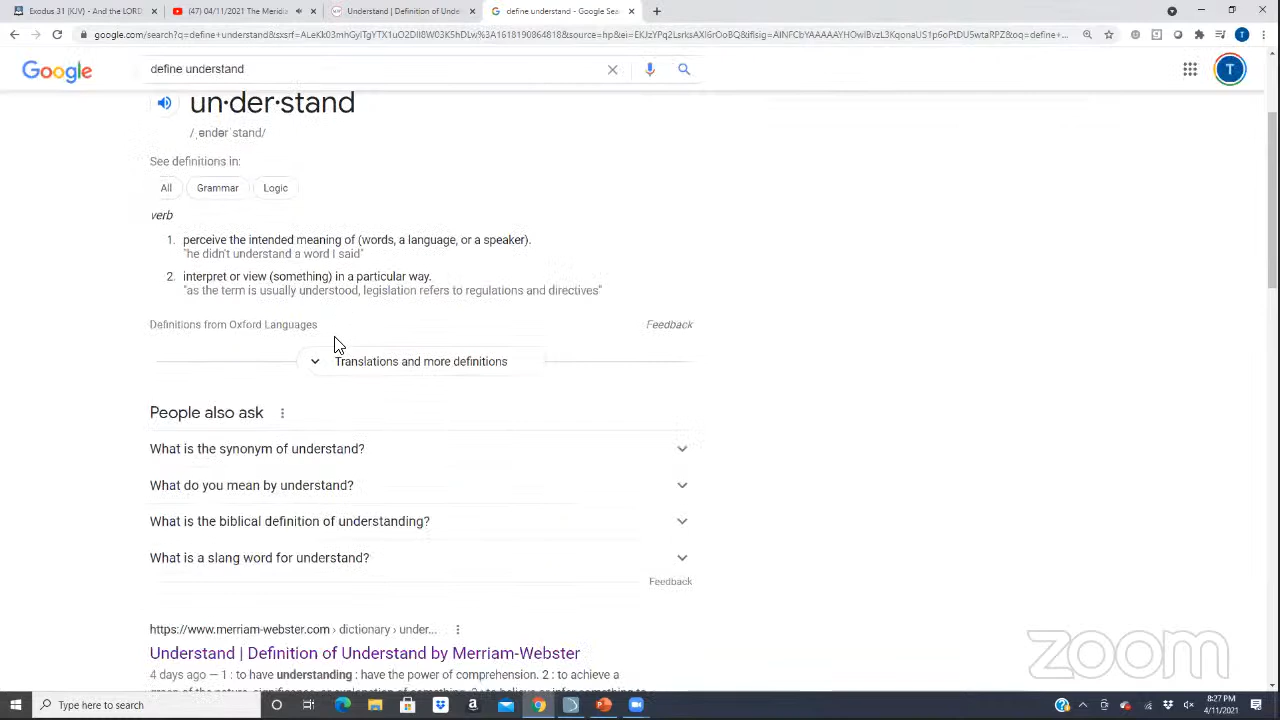 Exodus 31 (KJV) - And the LORD
(47) 04/11/2021 The Meridia
Understand | Definition of Unde
define understand - Google Sea
Google
define understand
T
un·der·stand
/ˌəndərˈstand/
See definitions in:
All
Grammar
Logic
verb
1. perceive the intended meaning of (words, a language, or a speaker).
"he didn't understand a word I said"
2. interpret or view (something) in a particular way.
"as the term is usually understood, legislation refers to regulations and directives"
Definitions from Oxford Languages
Feedback
Translations and more definitions
People also ask
What is the synonym of understand?
What do you mean by understand?
What is the biblical definition of understanding?
What is a slang word for understand?
Feedback
https://www.merriam-webster.com › dictionary › under...
Understand | Definition of Understand by Merriam-Webster
4 days ago — 1 : to have understanding : have the power of comprehension. 2 : to achieve a
zoom
Type here to search
8:27 PM
4/11/2021